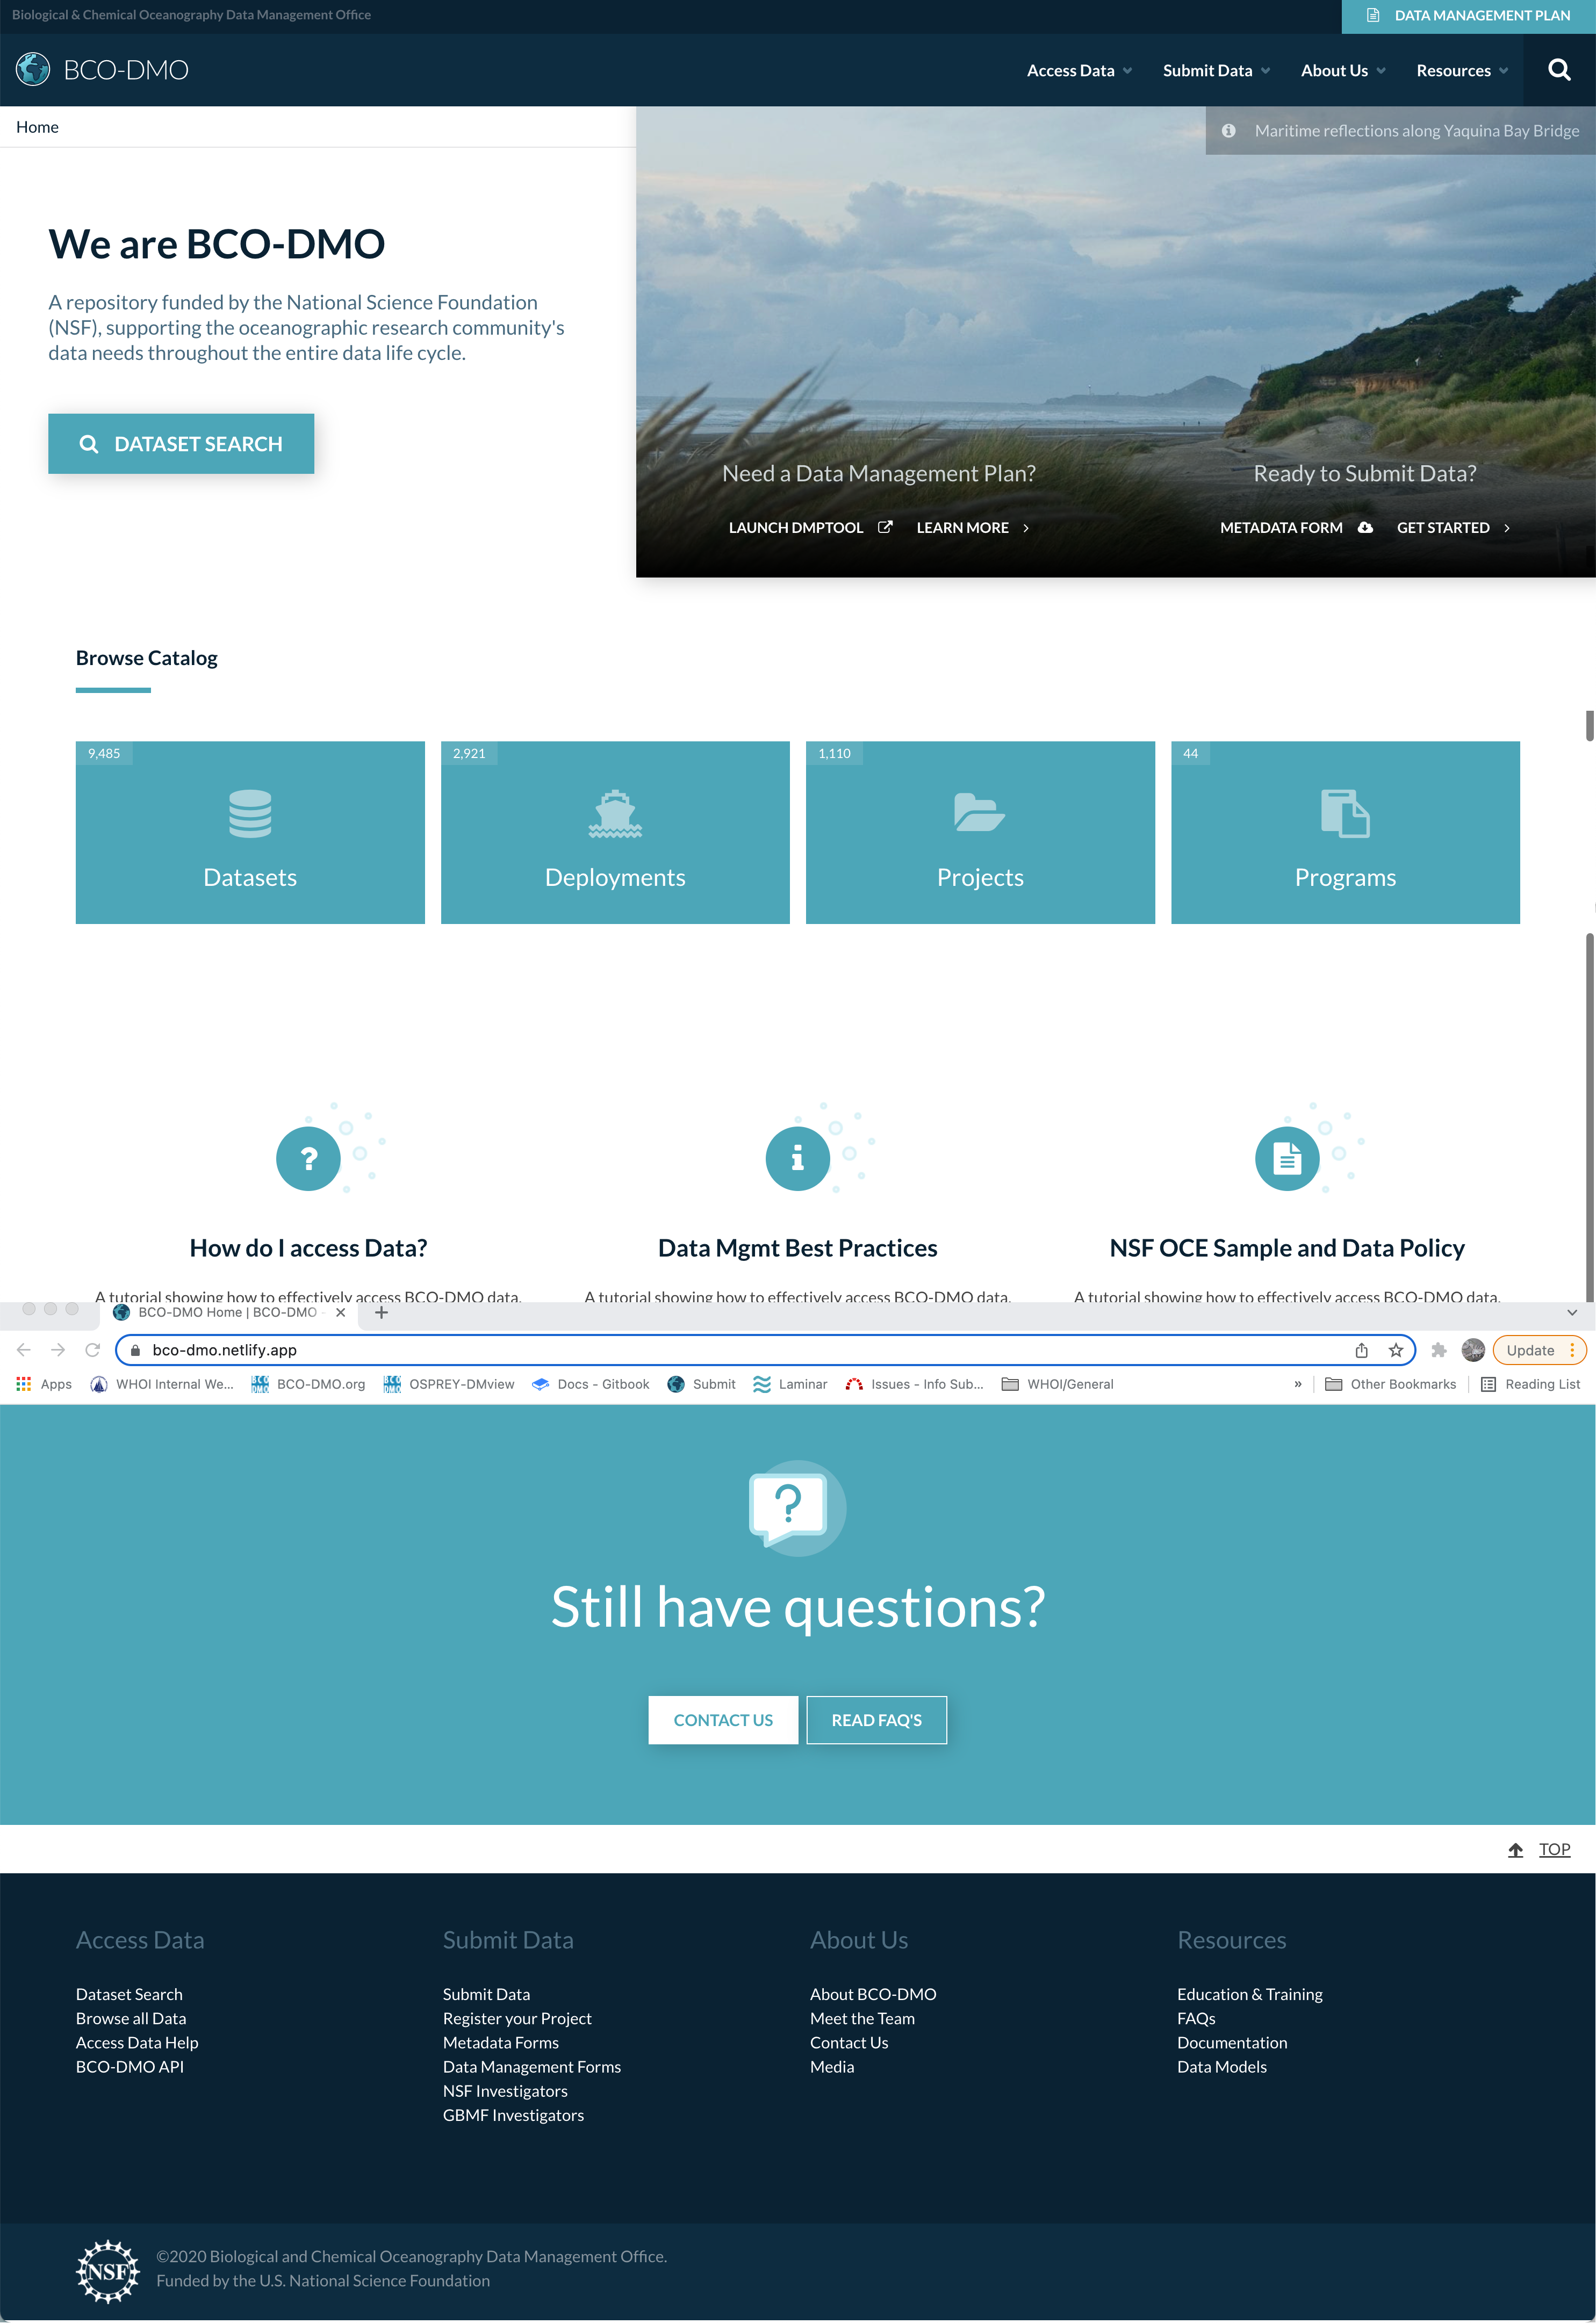 Biological & Chemical Oceanography Data Management Office
DATA MANAGEMENT PLAN
BCO-DMO
Access Data
Submit Data
About Us
Resources
Home
Maritime reflections along Yaquina Bay Bridge
We are BCO-DMO
A repository funded by the National Science Foundation
(NSF), supporting the oceanographic research community's
data needs throughout the entire data life cycle.
DATASET SEARCH
Need a Data Management Plan?
LAUNCH DMPTOOL
LEARN MORE
Ready to Submit Data?
METADATA FORM
GET STARTED
Browse Catalog
9,485
Datasets
2,921
Deployments
1,110
Projects
44
Programs
?
i
How do I access Data?
Data Mgmt Best Practices
NSF OCE Sample and Data Policy
A tutorial showing how to effectively access BCO-DMO data.
A tutorial showing how to effectively access BCO-DMO data.
A tutorial showing how to effectively access BCO-DMO data.
BCO-DMO Home | BCO-DMO -
bco-dmo.netlify.app
Update
Apps
WHOI Internal We...
BCO-DMO.org
OSPREY-DMview
Docs - Gitbook
Submit
Laminar
Issues - Info Sub...
WHOI/General
»
Other Bookmarks
Reading List
?
Still have questions?
CONTACT US
READ FAQ'S
TOP
Access Data
Dataset Search
Browse all Data
Access Data Help
BCO-DMO API
Submit Data
Submit Data
Register your Project
Metadata Forms
Data Management Forms
NSF Investigators
GBMF Investigators
About Us
About BCO-DMO
Meet the Team
Contact Us
Media
Resources
Education & Training
FAQs
Documentation
Data Models
NSF
©2020 Biological and Chemical Oceanography Data Management Office.
Funded by the U.S. National Science Foundation